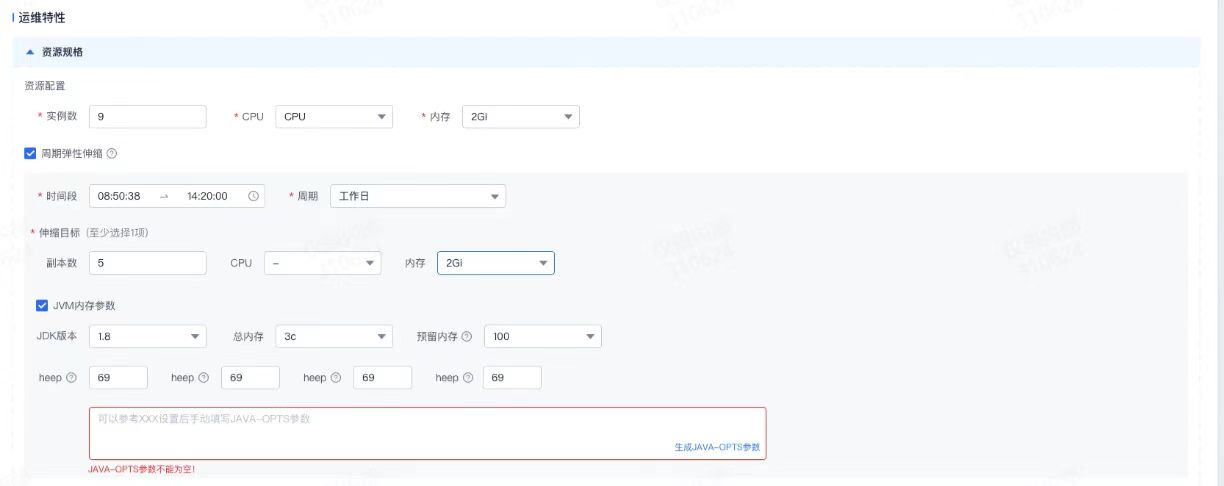 运维特性
资源规格
资源配置
* 实例数 9 * CPU CPU * 内存 2Gi
周期弹性伸缩
* 时间段 08:50:38 → 14:20:00 * 周期 工作日
* 伸缩目标 (至少选择1项)
副本数 5 CPU – 内存 2Gi
JVM内存参数
JDK版本 1.8 总内存 3c 预留内存 100
heep 69 heep 69 heep 69 heep 69
可以参考XXX设置后手动填写JAVA-OPTS参数
生成JAVA-OPTS参数
JAVA-OPTS参数不能为空!